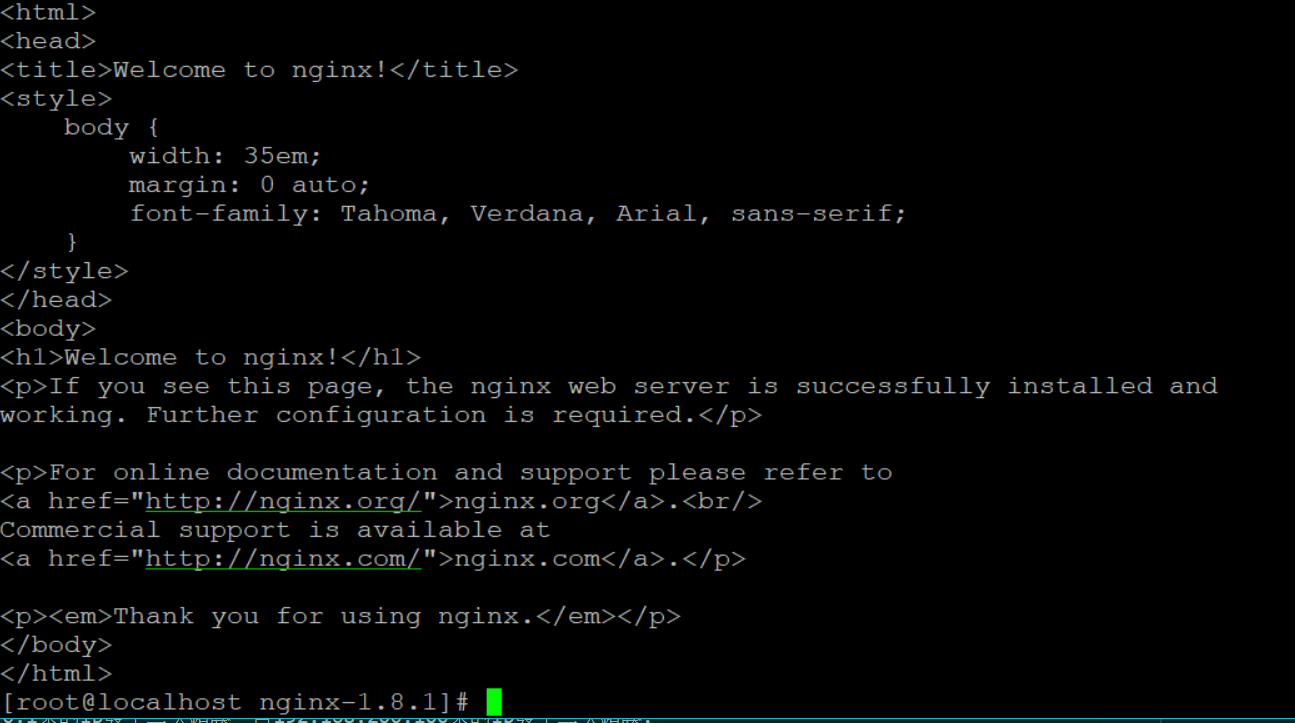 <html>
<head>
<title>Welcome to nginx!</title>
<style>
    body {
        width: 35em;
        margin: 0 auto;
        font-family: Tahoma, Verdana, Arial, sans-serif;
    }
</style>
</head>
<body>
<h1>Welcome to nginx!</h1>
<p>If you see this page, the nginx web server is successfully installed and
working. Further configuration is required.</p>

<p>For online documentation and support please refer to
<a href="http://nginx.org/">nginx.org</a>.<br/>
Commercial support is available at
<a href="http://nginx.com/">nginx.com</a>.</p>

<p><em>Thank you for using nginx.</em></p>
</body>
</html>
[root@localhost nginx-1.8.1]#